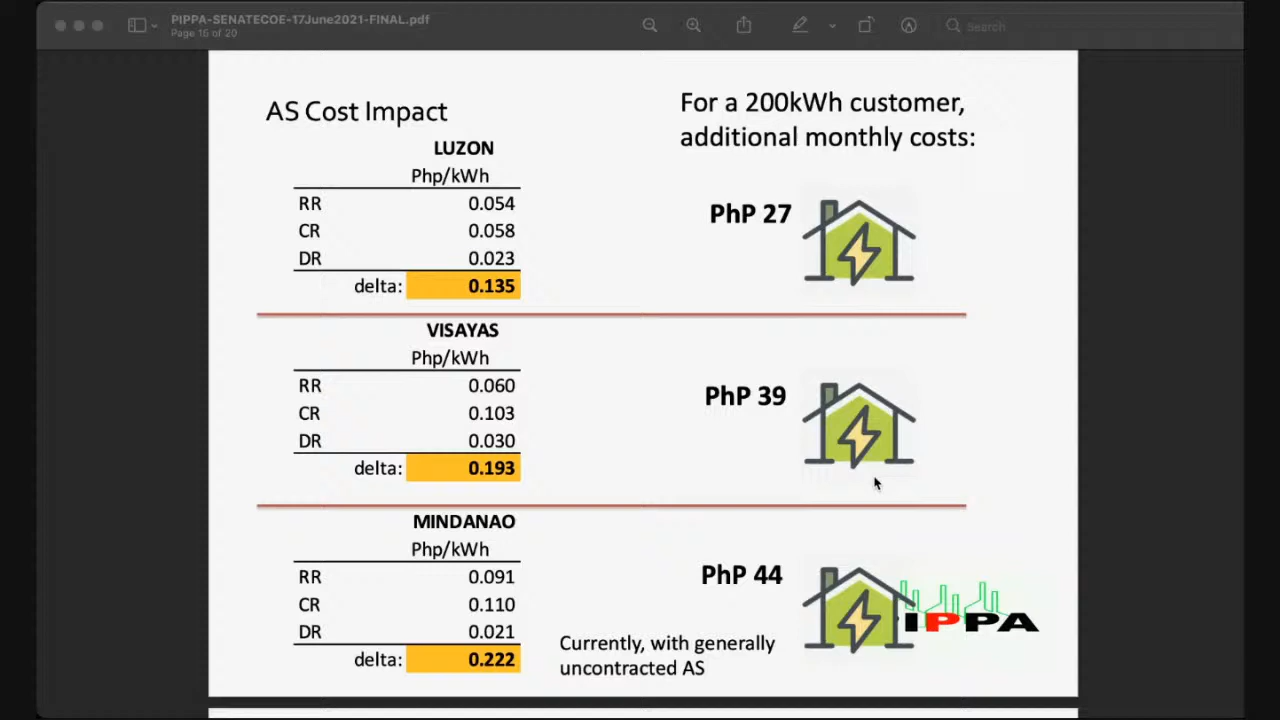 PIPPA-SENATECOE-17June2021-FINAL.pdf
Page 15 of 20
Search
AS Cost Impact
For a 200kWh customer,
additional monthly costs:
LUZON
Php/kWh
RR 0.054
CR 0.058
DR 0.023
delta: 0.135
PhP 27
VISAYAS
Php/kWh
RR 0.060
CR 0.103
DR 0.030
delta: 0.193
PhP 39
MINDANAO
Php/kWh
RR 0.091
CR 0.110
DR 0.021
delta: 0.222
PhP 44
Currently, with generally
uncontracted AS
PIPPA